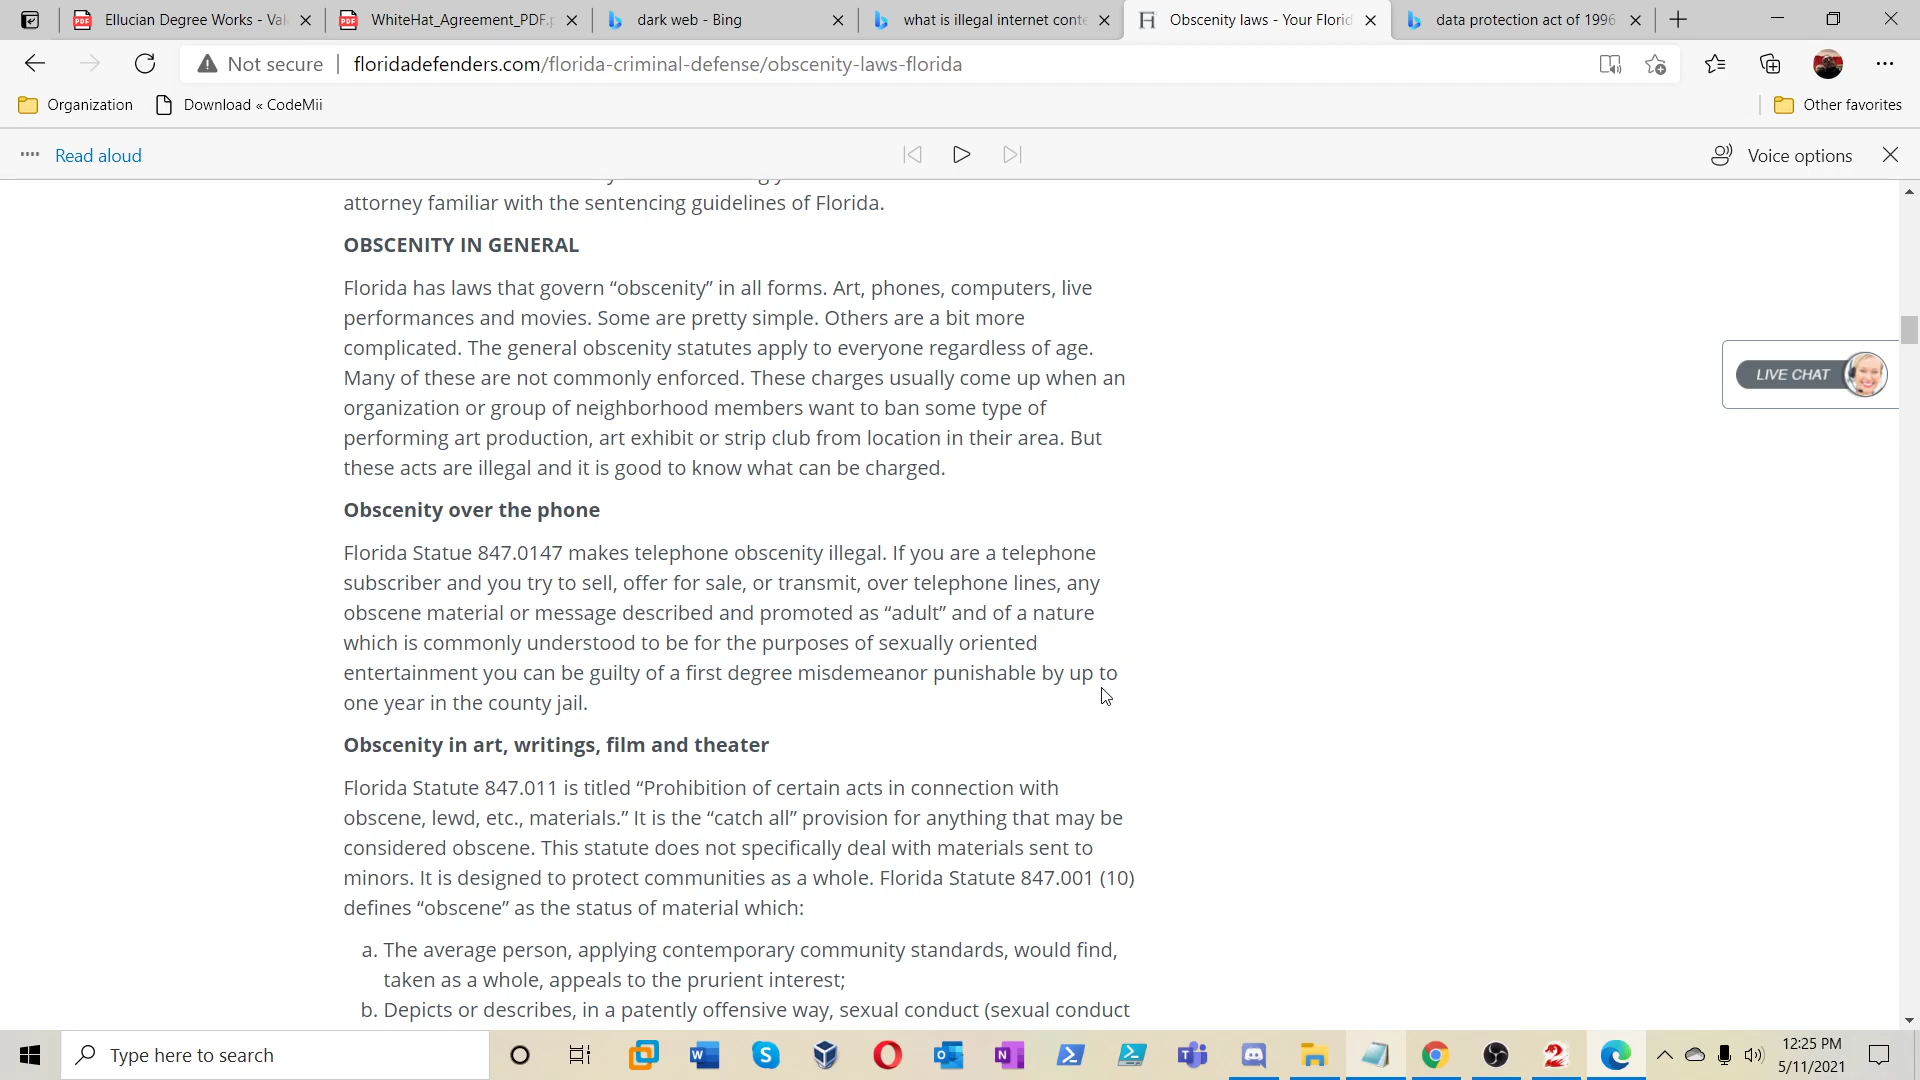 Ellucian Degree Works - Val
WhiteHat_Agreement_PDF.p
dark web - Bing
what is illegal internet conte
Obscenity laws - Your Florid
data protection act of 1996
Not secure
floridadefenders.com/florida-criminal-defense/obscenity-laws-florida
Organization
Download « CodeMii
Other favorites
Read aloud
Voice options
attorney familiar with the sentencing guidelines of Florida.
OBSCENITY IN GENERAL
Florida has laws that govern “obscenity” in all forms. Art, phones, computers, live
performances and movies. Some are pretty simple. Others are a bit more
complicated. The general obscenity statutes apply to everyone regardless of age.
Many of these are not commonly enforced. These charges usually come up when an
organization or group of neighborhood members want to ban some type of
performing art production, art exhibit or strip club from location in their area. But
these acts are illegal and it is good to know what can be charged.
LIVE CHAT
Obscenity over the phone
Florida Statue 847.0147 makes telephone obscenity illegal. If you are a telephone
subscriber and you try to sell, offer for sale, or transmit, over telephone lines, any
obscene material or message described and promoted as “adult” and of a nature
which is commonly understood to be for the purposes of sexually oriented
entertainment you can be guilty of a first degree misdemeanor punishable by up to
one year in the county jail.
Obscenity in art, writings, film and theater
Florida Statute 847.011 is titled “Prohibition of certain acts in connection with
obscene, lewd, etc., materials.” It is the “catch all” provision for anything that may be
considered obscene. This statute does not specifically deal with materials sent to
minors. It is designed to protect communities as a whole. Florida Statute 847.001 (10)
defines “obscene” as the status of material which:
a. The average person, applying contemporary community standards, would find,
taken as a whole, appeals to the prurient interest;
b. Depicts or describes, in a patently offensive way, sexual conduct (sexual conduct
Type here to search
12:25 PM
5/11/2021